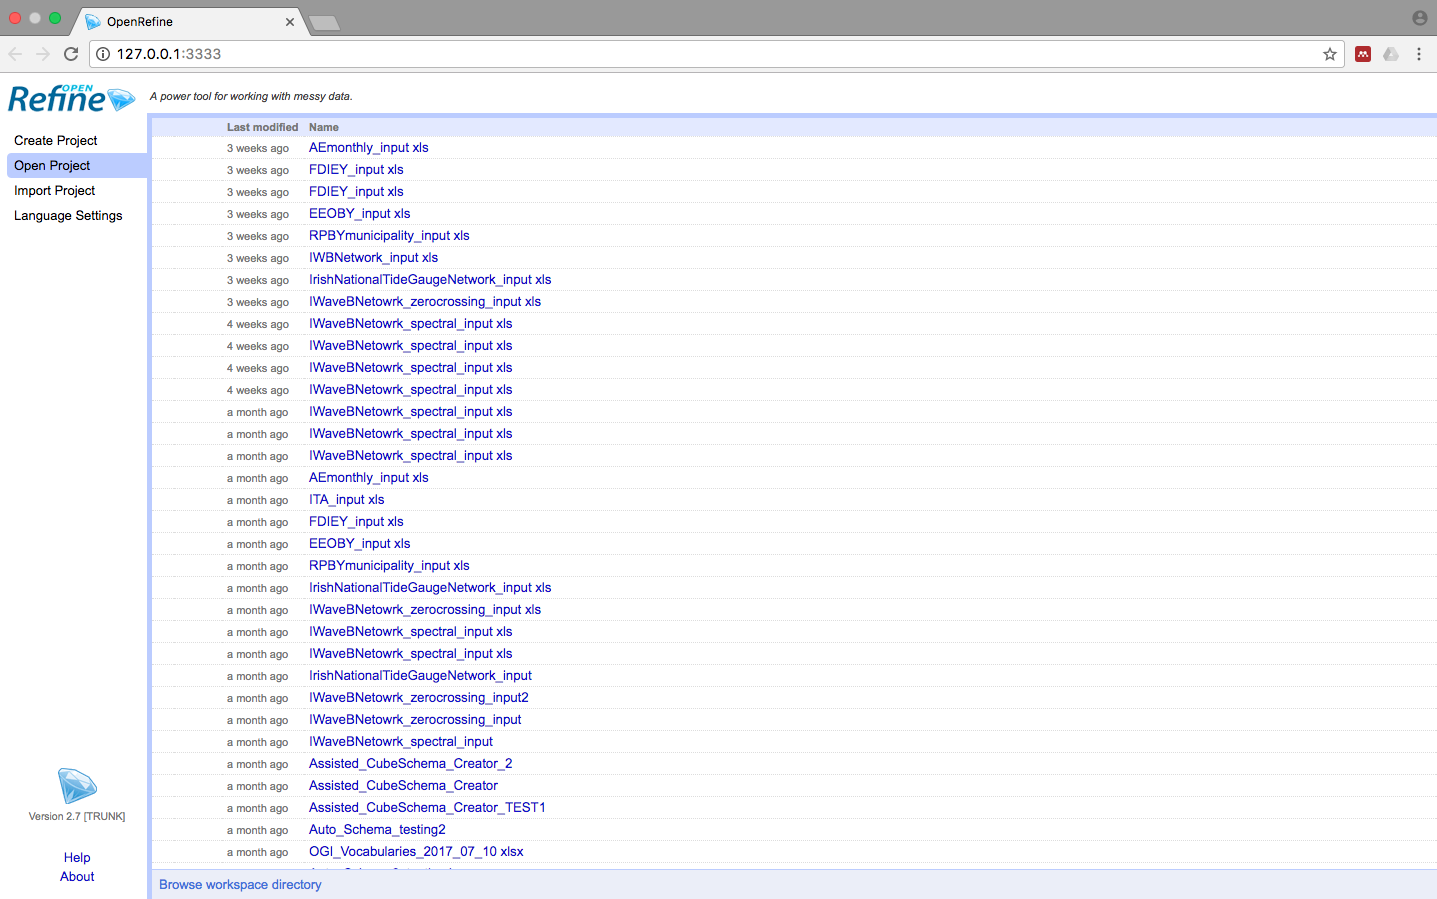 OpenRefine
127.0.0.1:3333
OPEN
Refine
A power tool for working with messy data.
Create Project
Open Project
Import Project
Language Settings
Last modified Name
3 weeks ago AEmonthly_input xls
3 weeks ago FDIEY_input xls
3 weeks ago FDIEY_input xls
3 weeks ago EEOBY_input xls
3 weeks ago RPBYmunicipality_input xls
3 weeks ago IWBNetwork_input xls
3 weeks ago IrishNationalTideGaugeNetwork_input xls
3 weeks ago IWaveBNetowrk_zerocrossing_input xls
4 weeks ago IWaveBNetowrk_spectral_input xls
4 weeks ago IWaveBNetowrk_spectral_input xls
4 weeks ago IWaveBNetowrk_spectral_input xls
4 weeks ago IWaveBNetowrk_spectral_input xls
a month ago IWaveBNetowrk_spectral_input xls
a month ago IWaveBNetowrk_spectral_input xls
a month ago IWaveBNetowrk_spectral_input xls
a month ago AEmonthly_input xls
a month ago ITA_input xls
a month ago FDIEY_input xls
a month ago EEOBY_input xls
a month ago RPBYmunicipality_input xls
a month ago IrishNationalTideGaugeNetwork_input xls
a month ago IWaveBNetowrk_zerocrossing_input xls
a month ago IWaveBNetowrk_spectral_input xls
a month ago IWaveBNetowrk_spectral_input xls
a month ago IrishNationalTideGaugeNetwork_input
a month ago IWaveBNetowrk_zerocrossing_input2
a month ago IWaveBNetowrk_zerocrossing_input
a month ago IWaveBNetowrk_spectral_input
a month ago Assisted_CubeSchema_Creator_2
a month ago Assisted_CubeSchema_Creator
a month ago Assisted_CubeSchema_Creator_TEST1
a month ago Auto_Schema_testing2
a month ago OGI_Vocabularies_2017_07_10 xlsx
Version 2.7 [TRUNK]
Help
About
Browse workspace directory